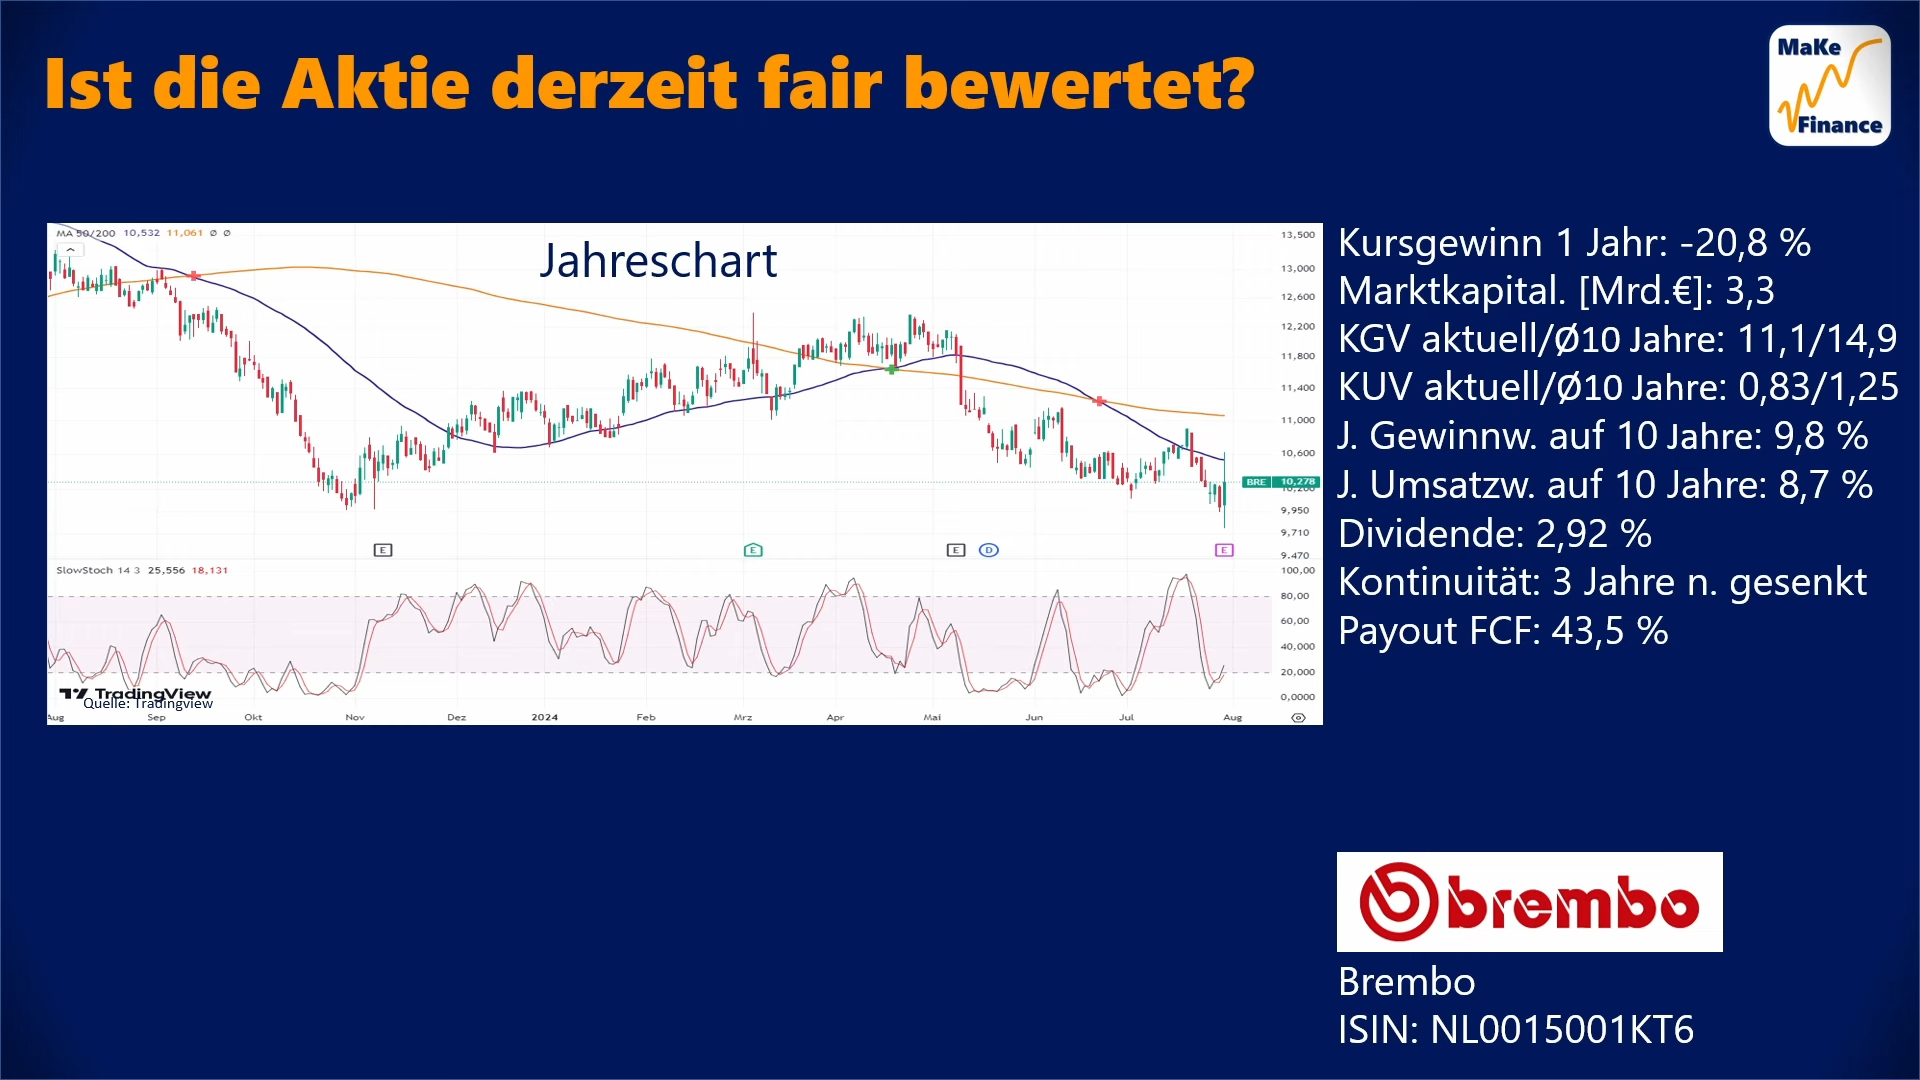 Ist die Aktie derzeit fair bewertet?
MaKe
Finance
MA 50/200 10,532 11,061 ∅ ∅
Jahreschart
13,500
13,000
12,600
12,200
11,800
11,400
11,000
10,600
BRE 10,278
10,200
9,950
9,710
9,470
E E E D E
SlowStoch 14 3 25,556 18,131
100,00
80,00
60,00
40,000
20,000
0,0000
TradingView
Quelle: Tradingview
Aug Sep Okt Nov Dez 2024 Feb Mrz Apr Mai Jun Jul Aug
Kursgewinn 1 Jahr: -20,8 %
Marktkapital. [Mrd.€]: 3,3
KGV aktuell/Ø10 Jahre: 11,1/14,9
KUV aktuell/Ø10 Jahre: 0,83/1,25
J. Gewinnw. auf 10 Jahre: 9,8 %
J. Umsatzw. auf 10 Jahre: 8,7 %
Dividende: 2,92 %
Kontinuität: 3 Jahre n. gesenkt
Payout FCF: 43,5 %
brembo
Brembo
ISIN: NL0015001KT6